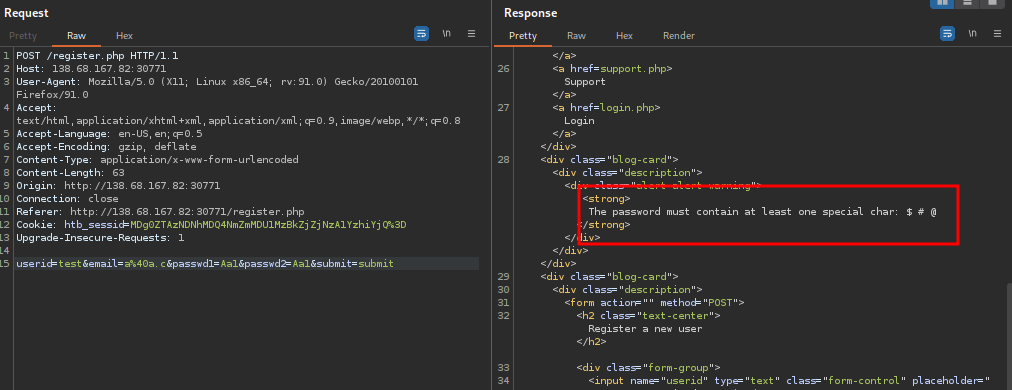 Request
Response
Pretty Raw Hex
\n
Pretty Raw Hex Render
\n
1 POST /register.php HTTP/1.1
2 Host: 138.68.167.82:30771
3 User-Agent: Mozilla/5.0 (X11; Linux x86_64; rv:91.0) Gecko/20100101
Firefox/91.0
4 Accept:
text/html,application/xhtml+xml,application/xml;q=0.9,image/webp,*/*;q=0.8
5 Accept-Language: en-US,en;q=0.5
6 Accept-Encoding: gzip, deflate
7 Content-Type: application/x-www-form-urlencoded
8 Content-Length: 63
9 Origin: http://138.68.167.82:30771
10 Connection: close
11 Referer: http://138.68.167.82:30771/register.php
12 Cookie: htb_sessid=MDg0ZTAzNDNhMDQ4NmZmMDU1MzBkZjZjNzA1YzhiYjQ%3D
13 Upgrade-Insecure-Requests: 1
14
15 userid=test&email=a%40a.c&passwd1=Aa1&passwd2=Aa1&submit=submit
</a>
26 <a href=support.php>
Support
</a>
27 <a href=login.php>
Login
</a>
</div>
28 <div class="blog-card">
<div class="description">
<div class="alert alert-warning">
<strong>
The password must contain at least one special char: $ # @
</strong>
</div>
</div>
</div>
29 <div class="blog-card">
30 <div class="description">
31 <form action="" method="POST">
32 <h2 class="text-center">
Register a new user
</h2>
33 <div class="form-group">
34 <input name="userid" type="text" class="form-control" placeholder="